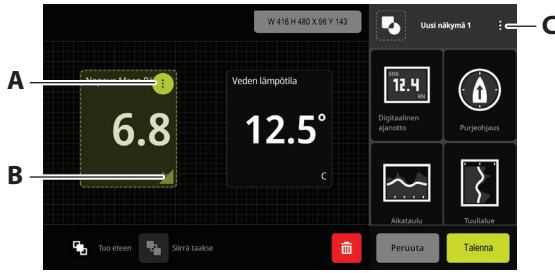 W 416 H 480 X 96 Y 143
Uusi näkymä 1
C
A
B
6.8
Veden lämpötila
12.5°
C
SOG
12.4
KN
Digitaalinen
ajanotto
Purjeohjaus
Aikataulu
Tuulialue
Tuo eteen
Siirrä taakse
Peruuta
Talenna